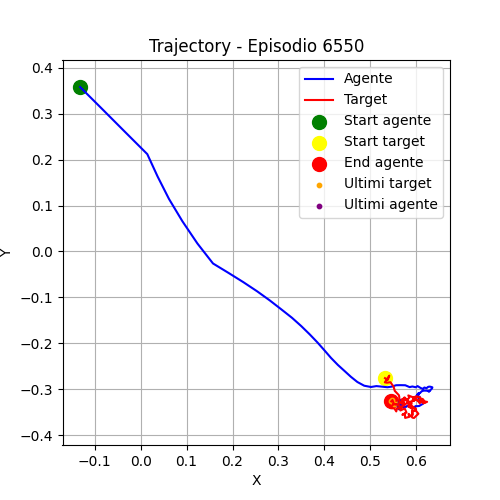 Trajectory - Episodio 6550
Agente
Target
Start agente
Start target
End agente
Ultimi target
Ultimi agente
0.4
0.3
0.2
0.1
0.0
−0.1
−0.2
−0.3
−0.4
Y
−0.1
0.0
0.1
0.2
0.3
0.4
0.5
0.6
X